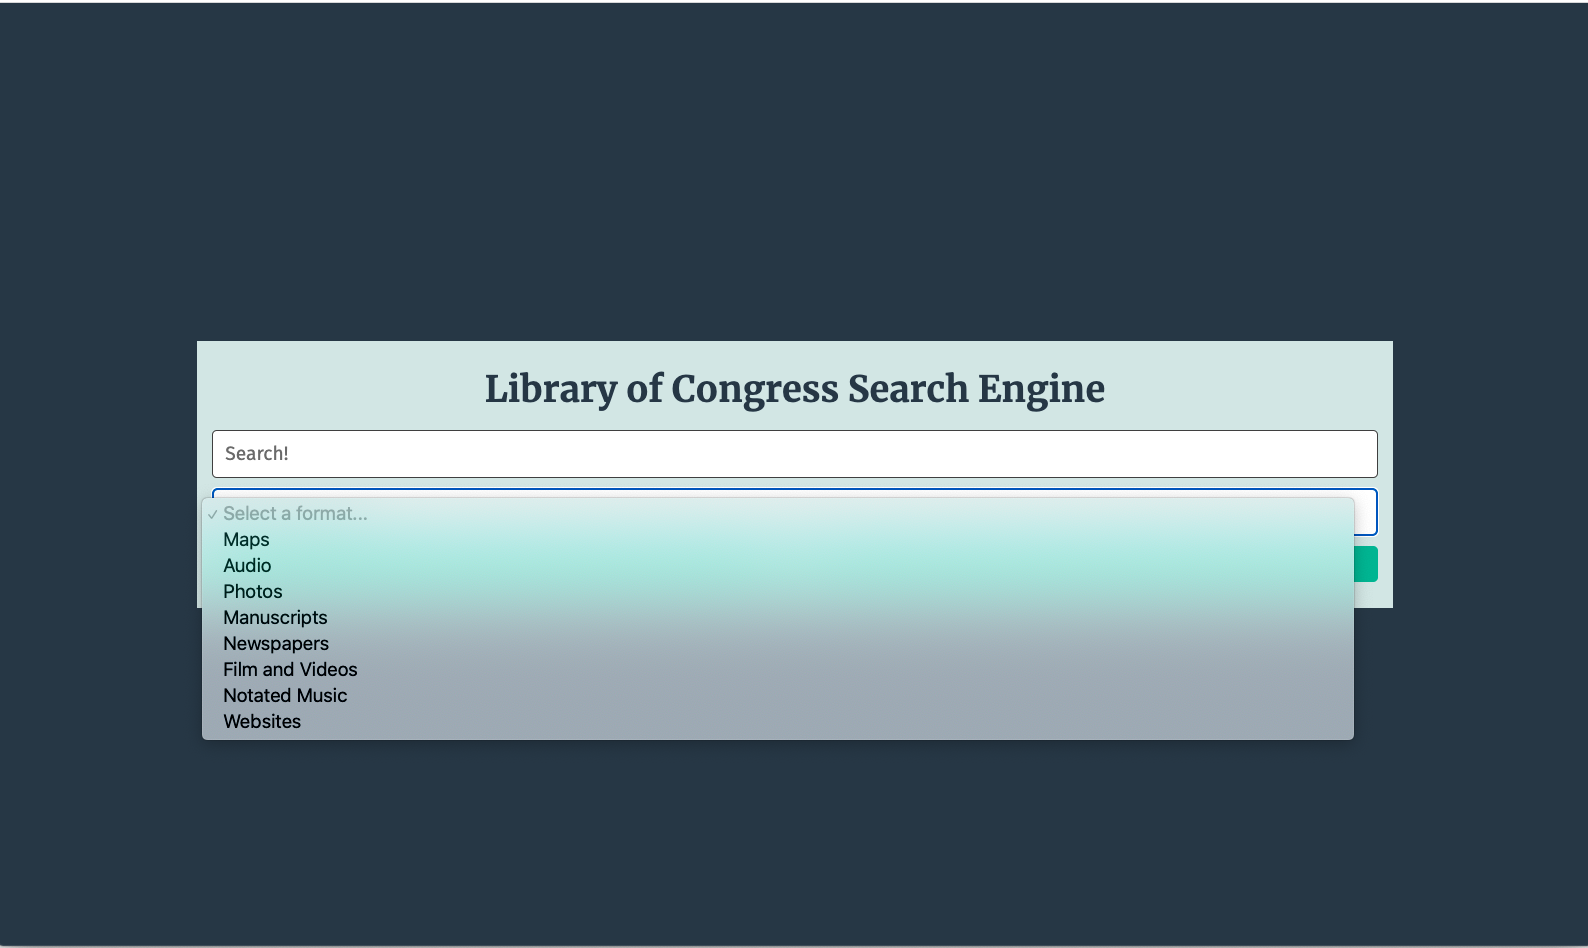 Library of Congress Search Engine
Search!
✓ Select a format...
Maps
Audio
Photos
Manuscripts
Newspapers
Film and Videos
Notated Music
Websites